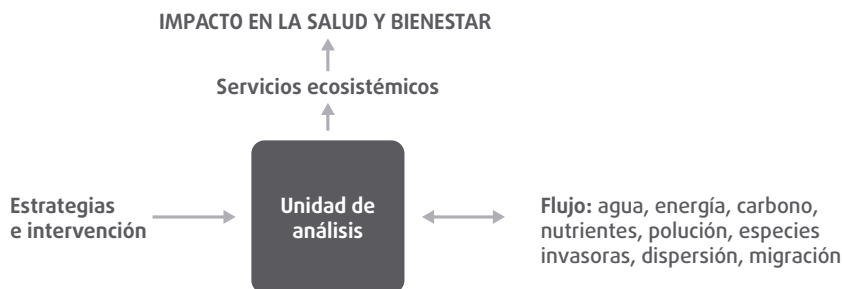 IMPACTO EN LA SALUD Y BIENESTAR
Servicios ecosistémicos
Estrategias
e intervención
Unidad de
análisis
Flujo: agua, energía, carbono,
nutrientes, polución, especies
invasoras, dispersión, migración